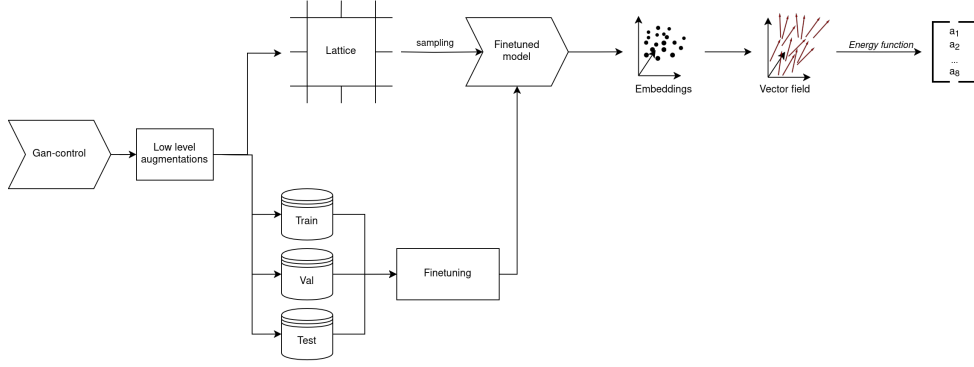 Lattice
sampling
Finetuned
model
Embeddings
Vector field
Energy function
a1
a2
...
a8
Gan-control
Low level
augmentations
Train
Val
Finetuning
Test